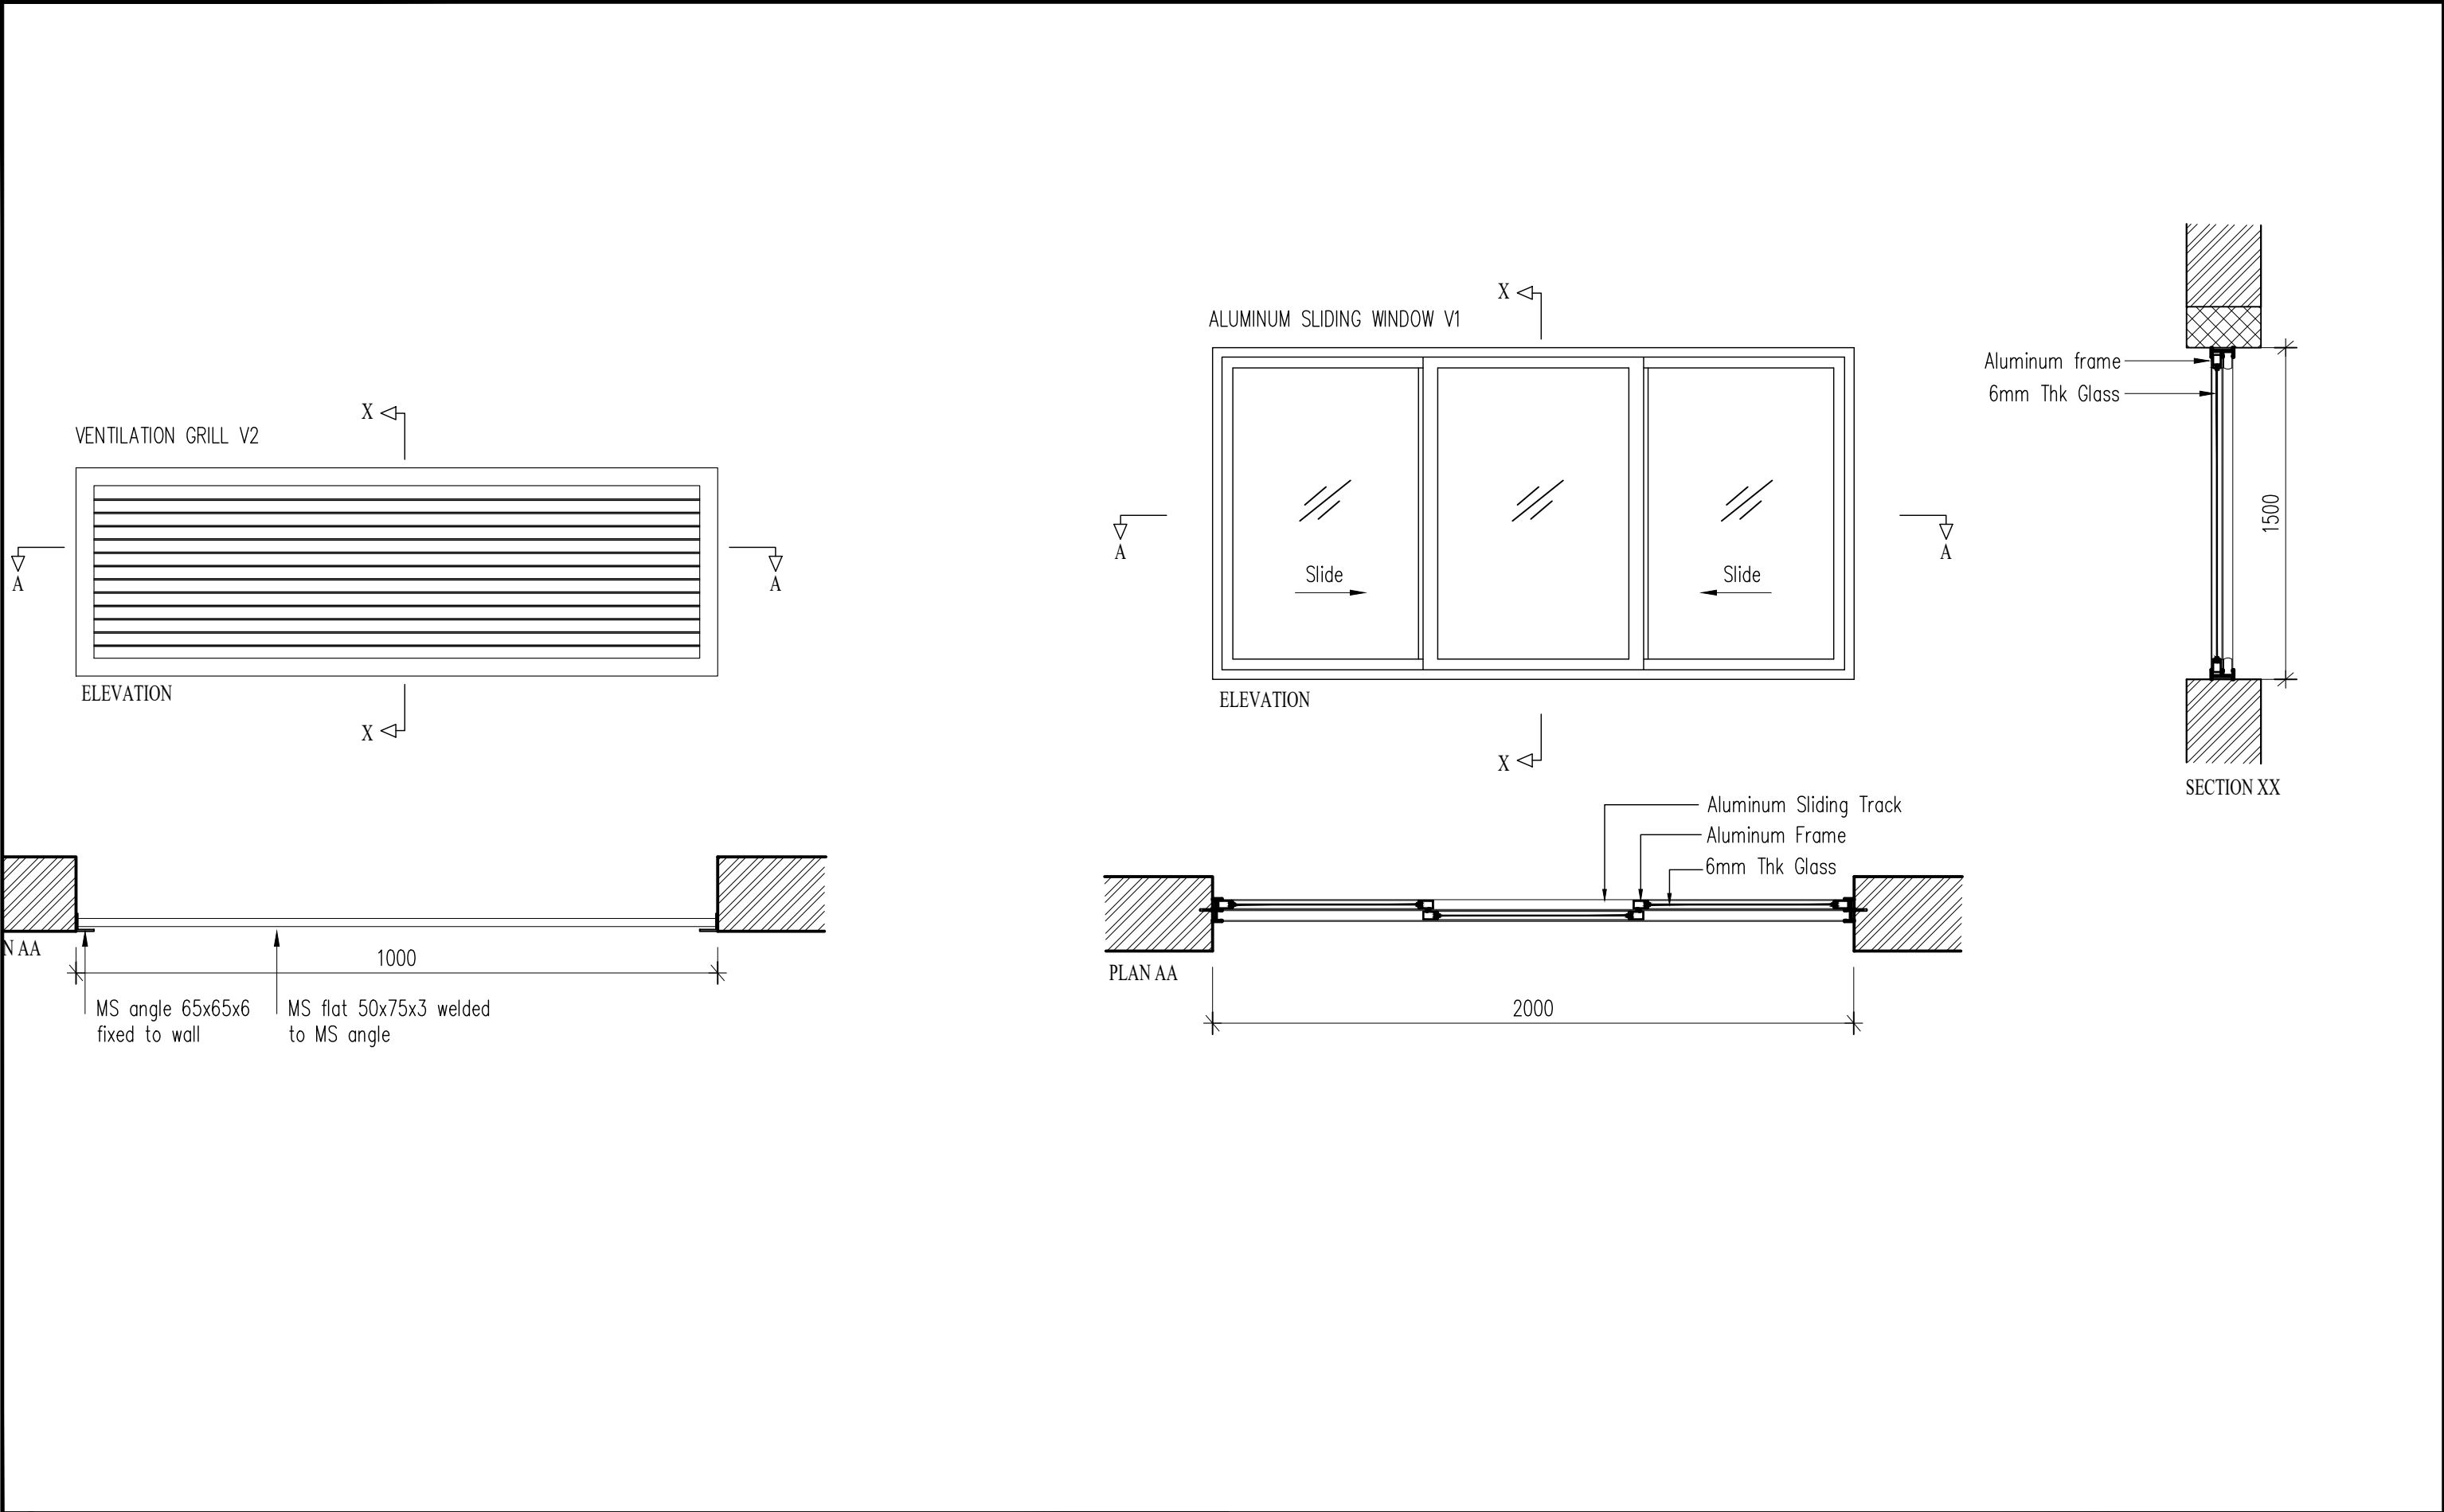 VENTILATION GRILL V2
X
A
A
ELEVATION
X
N AA
1000
MS angle 65x65x6
fixed to wall
MS flat 50x75x3 welded
to MS angle
ALUMINUM SLIDING WINDOW V1
X
A
A
Slide
Slide
ELEVATION
X
Aluminum Sliding Track
Aluminum Frame
6mm Thk Glass
PLAN AA
2000
Aluminum frame
6mm Thk Glass
1500
SECTION XX